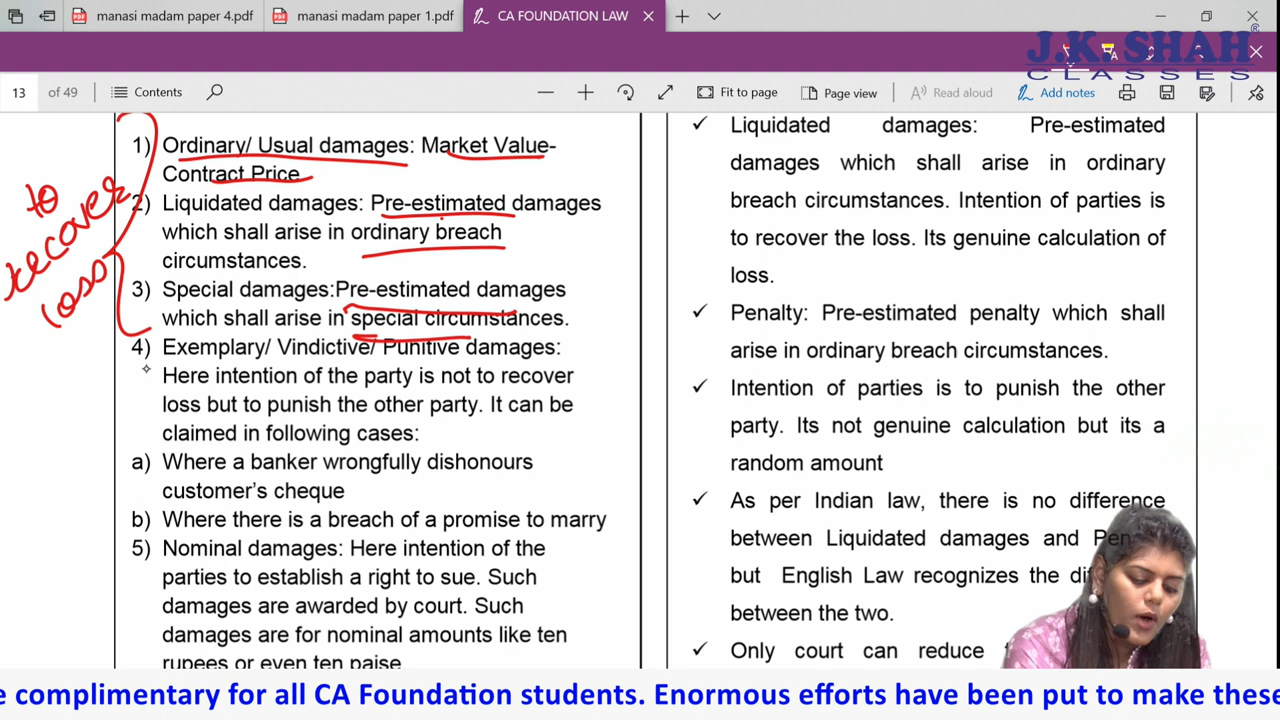 manasi madam paper 4.pdf
manasi madam paper 1.pdf
CA FOUNDATION LAW
J.K. SHAH®
CLASSES
13 of 49
Contents
Fit to page
Page view
Read aloud
Add notes
1) Ordinary/ Usual damages: Market Value-
Contract Price
2) Liquidated damages: Pre-estimated damages
which shall arise in ordinary breach
circumstances.
3) Special damages:Pre-estimated damages
which shall arise in special circumstances.
4) Exemplary/ Vindictive/ Punitive damages:
Here intention of the party is not to recover
loss but to punish the other party. It can be
claimed in following cases:
a) Where a banker wrongfully dishonours
customer's cheque
b) Where there is a breach of a promise to marry
5) Nominal damages: Here intention of the
parties to establish a right to sue. Such
damages are awarded by court. Such
damages are for nominal amounts like ten
rupees or even ten paise
to
recover
loss
✓ Liquidated damages: Pre-estimated
damages which shall arise in ordinary
breach circumstances. Intention of parties is
to recover the loss. Its genuine calculation of
loss.
✓ Penalty: Pre-estimated penalty which shall
arise in ordinary breach circumstances.
✓ Intention of parties is to punish the other
party. Its not genuine calculation but its a
random amount
✓ As per Indian law, there is no difference
between Liquidated damages and
but English Law recognizes the
between the two.
✓ Only court can reduce
complimentary for all CA Foundation students. Enormous efforts have been put to make these